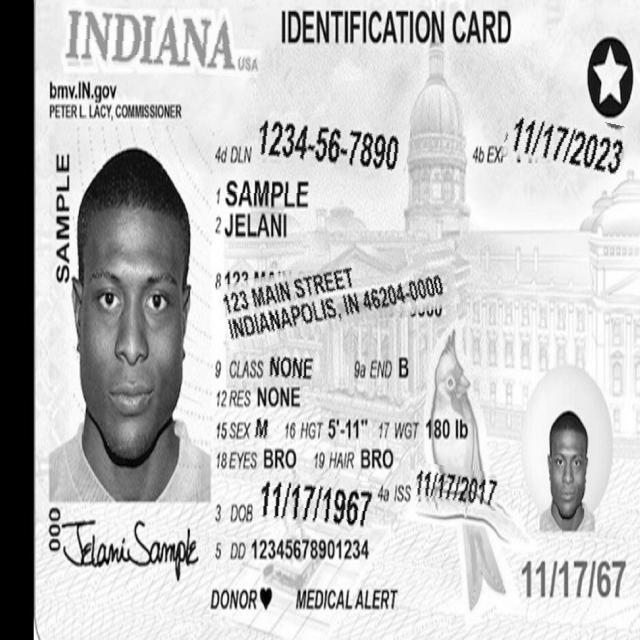 INDIANA USA
IDENTIFICATION CARD
bmv.IN.gov
PETER L. LACY, COMMISSIONER
4d DLN 1234-56-7890
4b EXP 11/17/2023
SAMPLE
1 SAMPLE
2 JELANI
8 123
123 MAIN STREET
INDIANAPOLIS, IN 46204-0000
9 CLASS NONE 9a END B
12 RES NONE
15 SEX M 16 HGT 5'-11" 17 WGT 180 lb
18 EYES BRO 19 HAIR BRO
3 DOB 11/17/1967 4a ISS 11/17/2017
000
Jelani Sample
5 DD 12345678901234
11/17/67
DONOR♥ MEDICAL ALERT